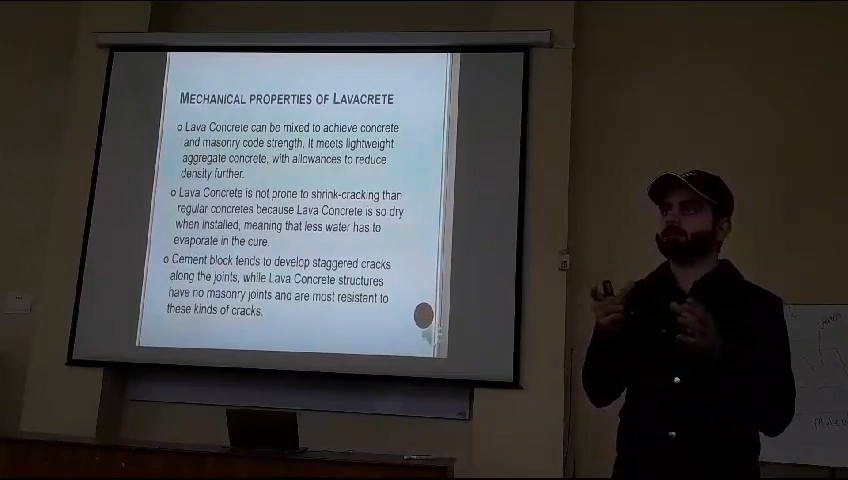 MECHANICAL PROPERTIES OF LAVACRETE
Lava Concrete can be mixed to achieve concrete
and masonry code strength. It meets lightweight
aggregate concrete, with allowances to reduce
density further.
Lava Concrete is not prone to shrink-cracking than
regular concretes because Lava Concrete is so dry
when installed, meaning that less water has to
evaporate in the cure.
Cement block tends to develop staggered cracks
along the joints, while Lava Concrete structures
have no masonry joints and are most resistant to
these kinds of cracks.